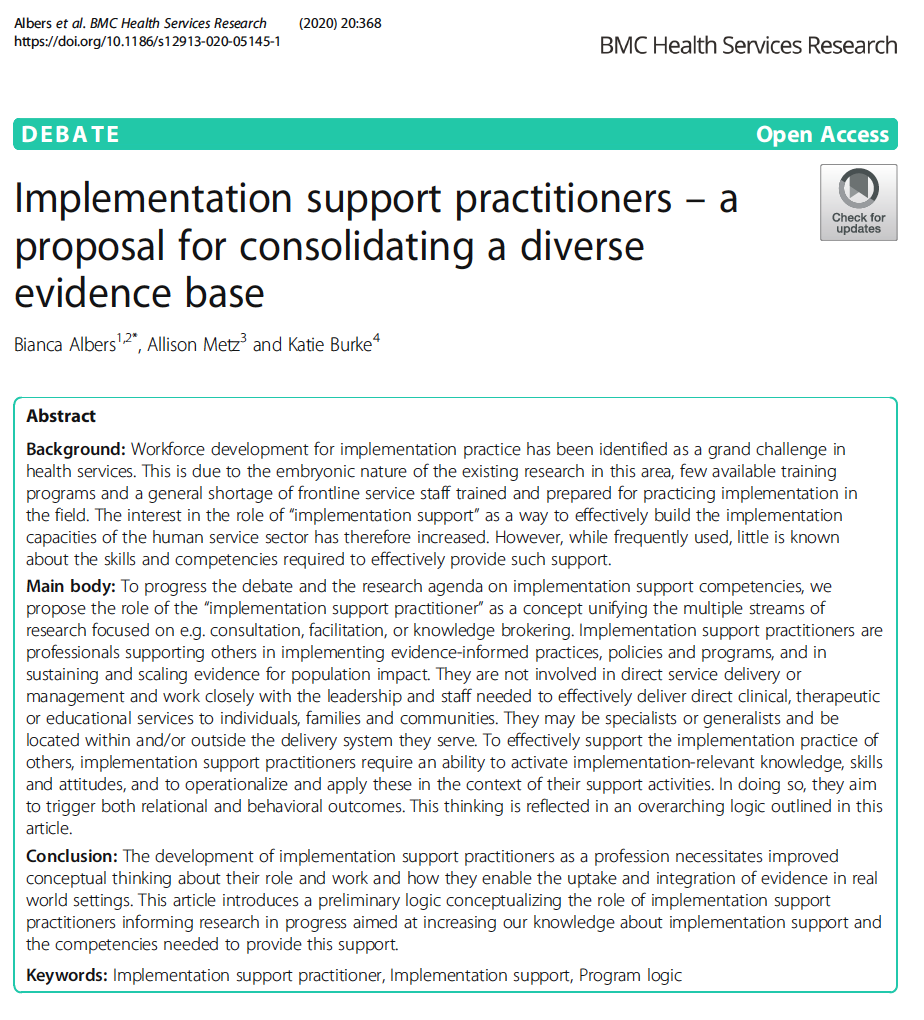 Albers et al. BMC Health Services Research (2020) 20:368
https://doi.org/10.1186/s12913-020-05145-1
BMC Health Services Research
DEBATE
Open Access
Check for
updates
Implementation support practitioners – a
proposal for consolidating a diverse
evidence base
Bianca Albers1,2*, Allison Metz3 and Katie Burke4
Abstract
Background: Workforce development for implementation practice has been identified as a grand challenge in
health services. This is due to the embryonic nature of the existing research in this area, few available training
programs and a general shortage of frontline service staff trained and prepared for practicing implementation in
the field. The interest in the role of “implementation support” as a way to effectively build the implementation
capacities of the human service sector has therefore increased. However, while frequently used, little is known
about the skills and competencies required to effectively provide such support.
Main body: To progress the debate and the research agenda on implementation support competencies, we
propose the role of the “implementation support practitioner” as a concept unifying the multiple streams of
research focused on e.g. consultation, facilitation, or knowledge brokering. Implementation support practitioners are
professionals supporting others in implementing evidence-informed practices, policies and programs, and in
sustaining and scaling evidence for population impact. They are not involved in direct service delivery or
management and work closely with the leadership and staff needed to effectively deliver direct clinical, therapeutic
or educational services to individuals, families and communities. They may be specialists or generalists and be
located within and/or outside the delivery system they serve. To effectively support the implementation practice of
others, implementation support practitioners require an ability to activate implementation-relevant knowledge, skills
and attitudes, and to operationalize and apply these in the context of their support activities. In doing so, they aim
to trigger both relational and behavioral outcomes. This thinking is reflected in an overarching logic outlined in this
article.
Conclusion: The development of implementation support practitioners as a profession necessitates improved
conceptual thinking about their role and work and how they enable the uptake and integration of evidence in real
world settings. This article introduces a preliminary logic conceptualizing the role of implementation support
practitioners informing research in progress aimed at increasing our knowledge about implementation support and
the competencies needed to provide this support.
Keywords: Implementation support practitioner, Implementation support, Program logic